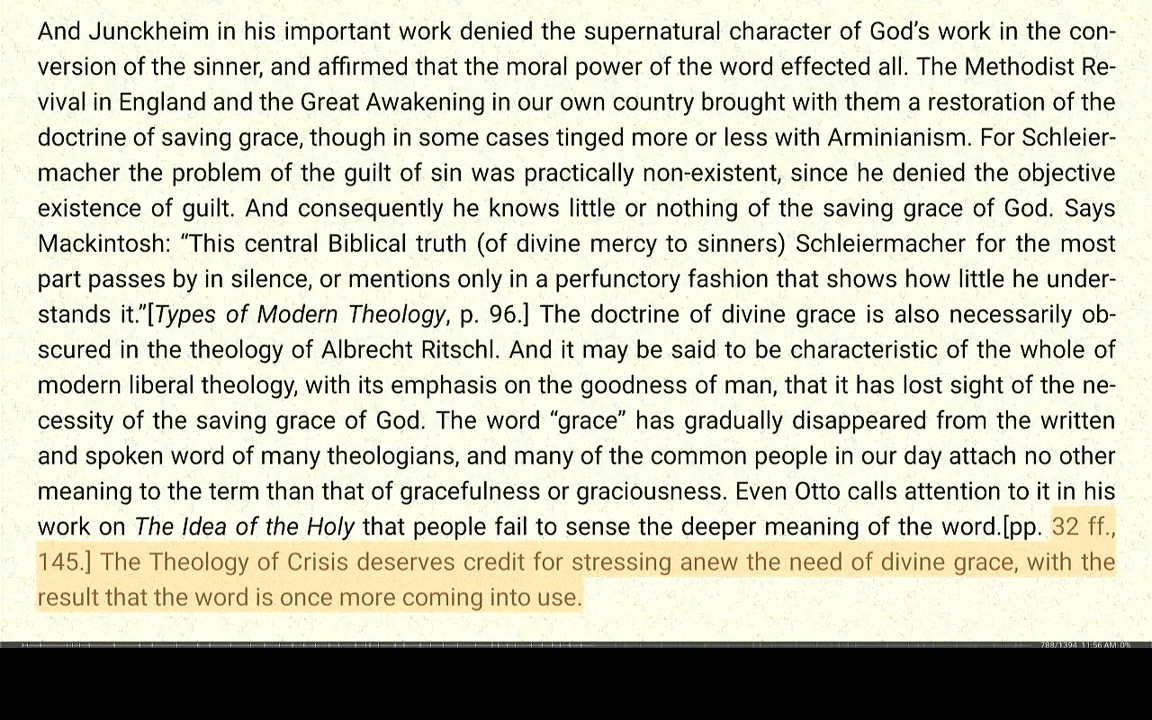 And Junckheim in his important work denied the supernatural character of God’s work in the con-
version of the sinner, and affirmed that the moral power of the word effected all. The Methodist Re-
vival in England and the Great Awakening in our own country brought with them a restoration of the
doctrine of saving grace, though in some cases tinged more or less with Arminianism. For Schleier-
macher the problem of the guilt of sin was practically non-existent, since he denied the objective
existence of guilt. And consequently he knows little or nothing of the saving grace of God. Says
Mackintosh: “This central Biblical truth (of divine mercy to sinners) Schleiermacher for the most
part passes by in silence, or mentions only in a perfunctory fashion that shows how little he under-
stands it.”[Types of Modern Theology, p. 96.] The doctrine of divine grace is also necessarily ob-
scured in the theology of Albrecht Ritschl. And it may be said to be characteristic of the whole of
modern liberal theology, with its emphasis on the goodness of man, that it has lost sight of the ne-
cessity of the saving grace of God. The word “grace” has gradually disappeared from the written
and spoken word of many theologians, and many of the common people in our day attach no other
meaning to the term than that of gracefulness or graciousness. Even Otto calls attention to it in his
work on The Idea of the Holy that people fail to sense the deeper meaning of the word.[pp. 32 ff.,
145.] The Theology of Crisis deserves credit for stressing anew the need of divine grace, with the
result that the word is once more coming into use.
788/1394 11:56 AM 0%